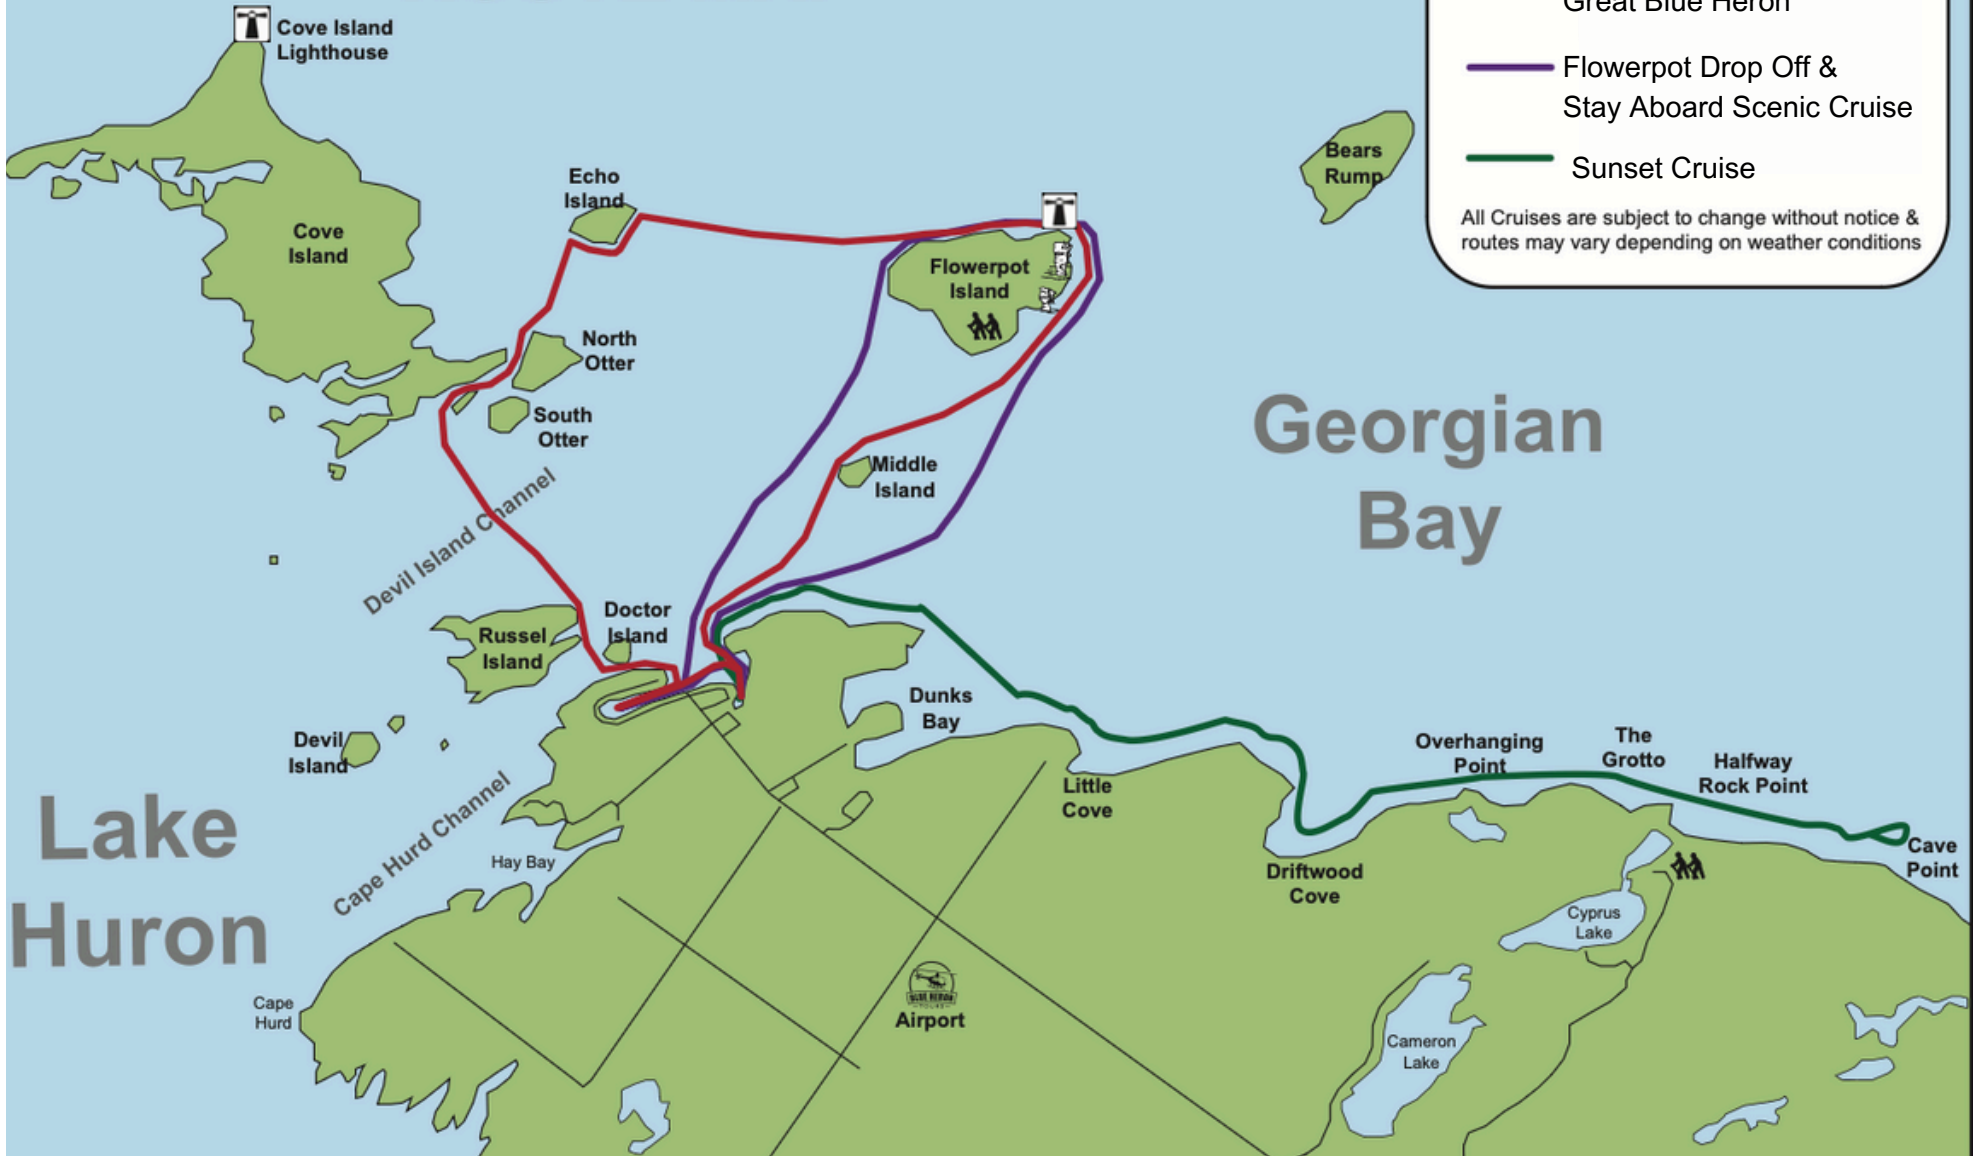 Great Blue Heron
Flowerpot Drop Off &
Stay Aboard Scenic Cruise
Sunset Cruise
All Cruises are subject to change without notice &
routes may vary depending on weather conditions
Cove Island
Lighthouse
Echo
Island
Bears
Rump
Cove
Island
Flowerpot
Island
North
Otter
South
Otter
Georgian
Bay
Middle
Island
Devil Island Channel
Doctor
Island
Russel
Island
Dunks
Bay
Devil
Island
Overhanging
Point
The
Grotto
Halfway
Rock Point
Little
Cove
Lake
Huron
Cape Hurd Channel
Hay Bay
Cave
Point
Driftwood
Cove
Cyprus
Lake
Cape
Hurd
BLUE HERON
Airport
Cameron
Lake